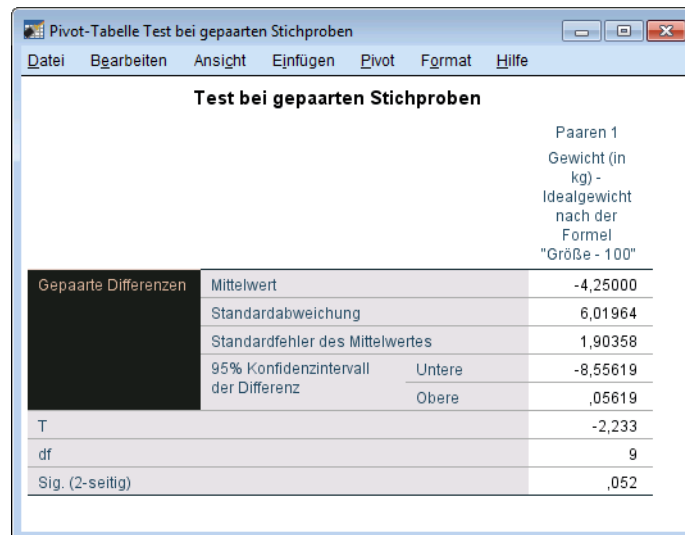 Pivot-Tabelle Test bei gepaarten Stichproben
Datei Bearbeiten Ansicht Einfügen Pivot Format Hilfe
Test bei gepaarten Stichproben
Paaren 1
Gewicht (in
kg) -
Idealgewicht
nach der
Formel
"Größe - 100"
Gepaarte Differenzen Mittelwert -4,25000
Standardabweichung 6,01964
Standardfehler des Mittelwertes 1,90358
95% Konfidenzintervall der Differenz Untere -8,55619
Obere ,05619
T -2,233
df 9
Sig. (2-seitig) ,052